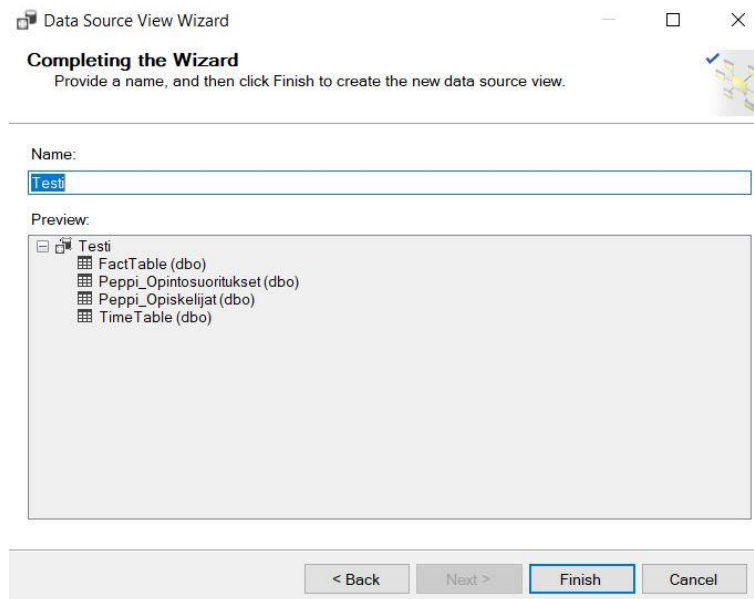 Data Source View Wizard
Completing the Wizard
Provide a name, and then click Finish to create the new data source view.
Name:
Testi
Preview:
Testi
FactTable (dbo)
Peppi_Opintosuoritukset (dbo)
Peppi_Opiskelijat (dbo)
TimeTable (dbo)
< Back Next > Finish Cancel